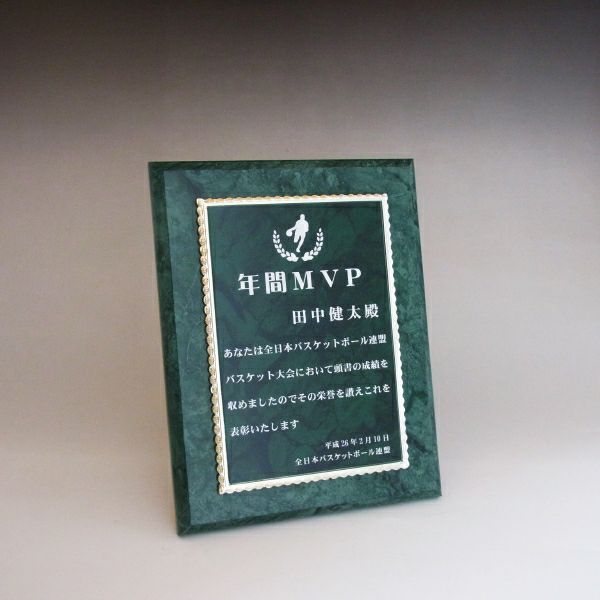 年間MVP
田中健太殿
あなたは全日本バスケットボール連盟
バスケット大会において頭書の成績を
収めましたのでその栄誉を讃えこれを
表彰いたします
平成26年2月10日
全日本バスケットボール連盟